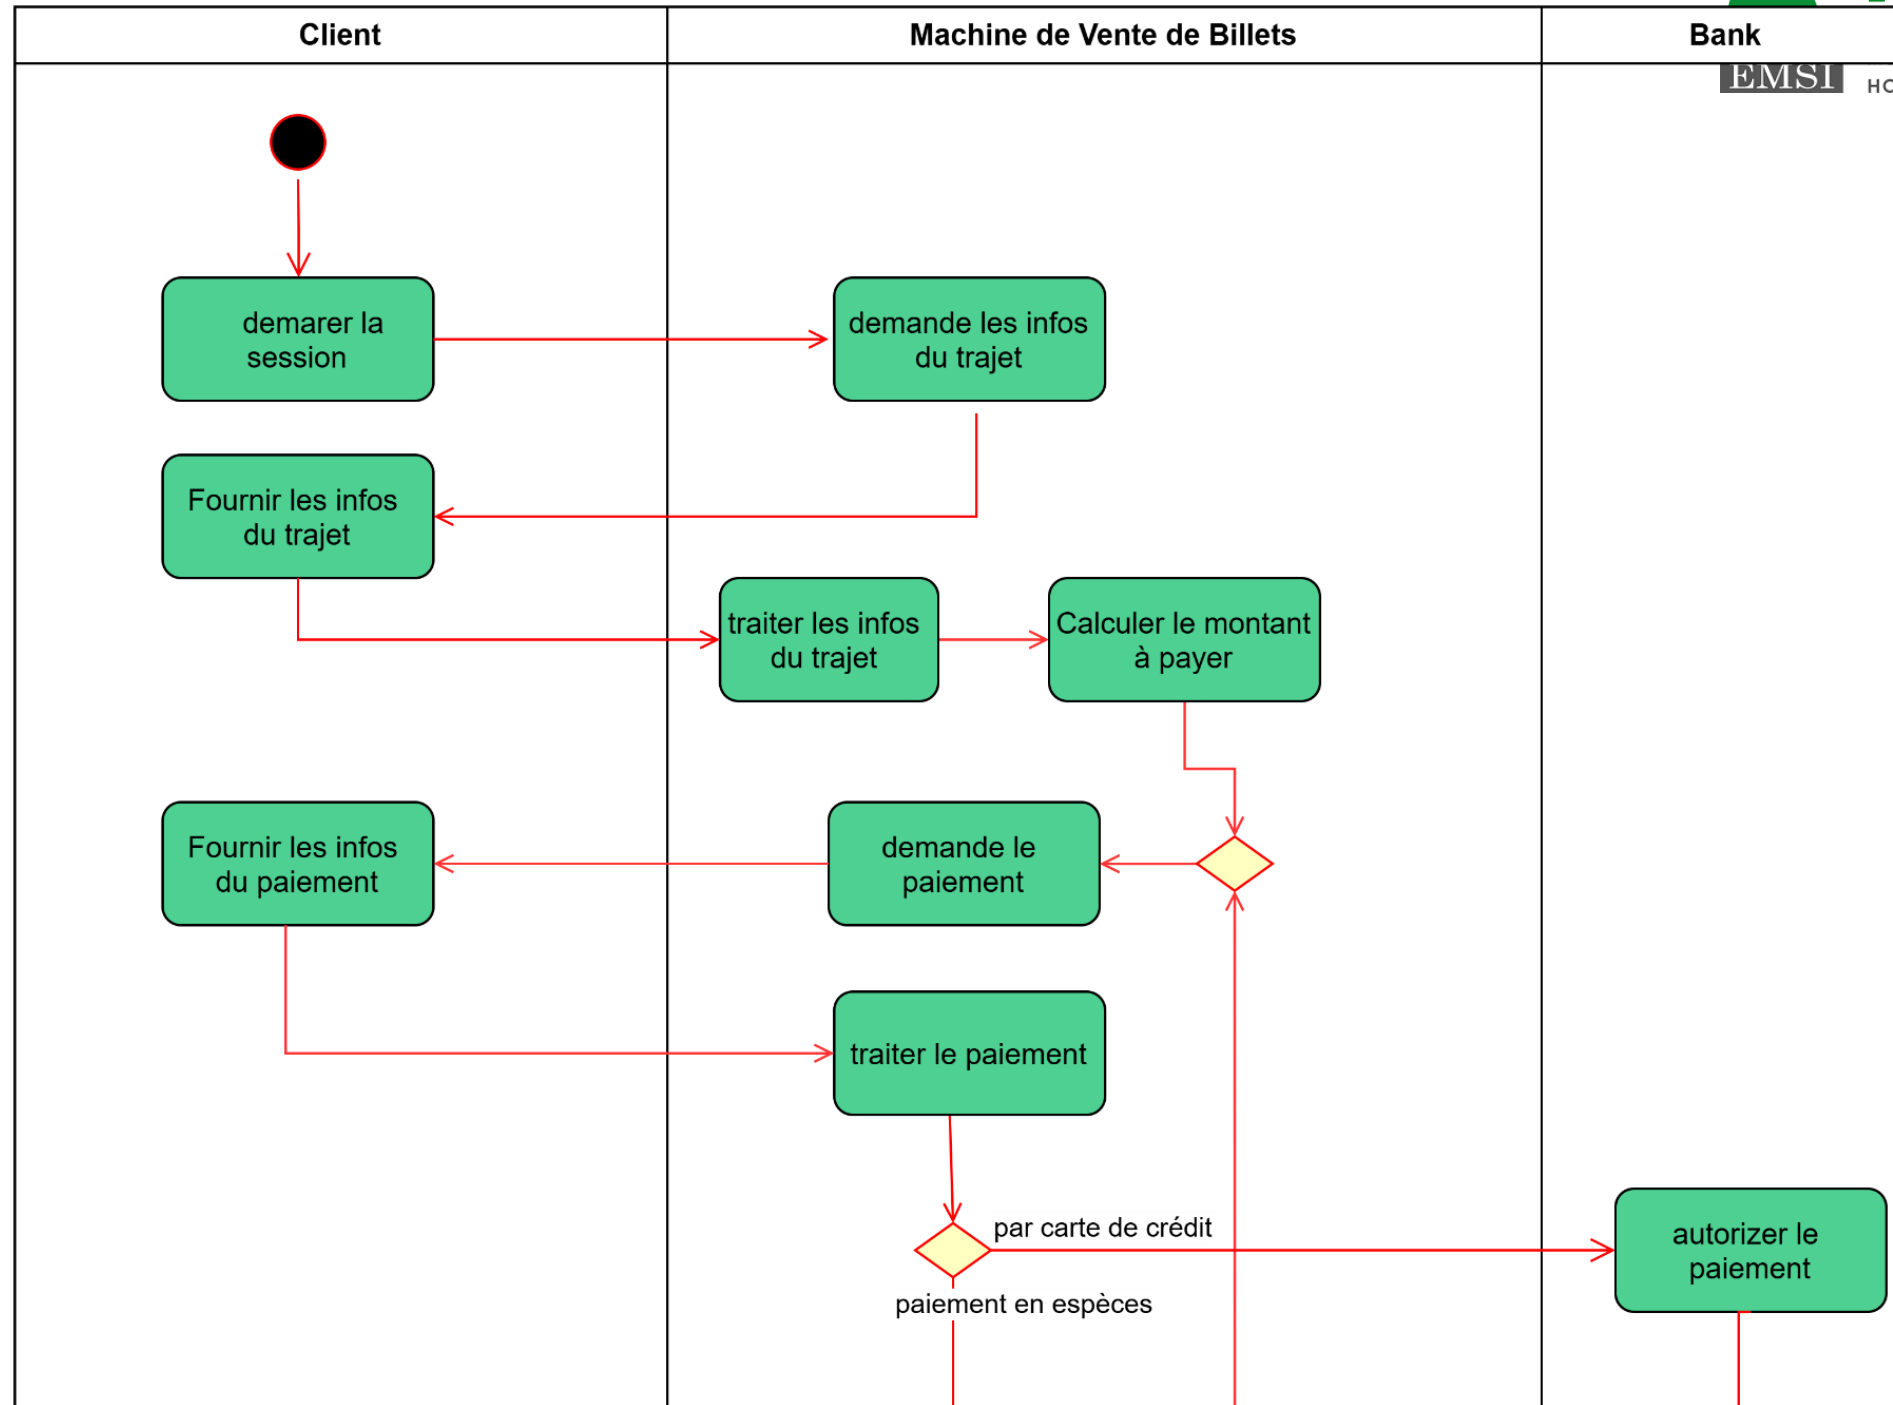 Client
Machine de Vente de Billets
Bank
EMSI
HO
demarer la
session
demande les infos
du trajet
Fournir les infos
du trajet
traiter les infos
du trajet
Calculer le montant
à payer
Fournir les infos
du paiement
demande le
paiement
traiter le paiement
par carte de crédit
autorizer le
paiement
paiement en espèces